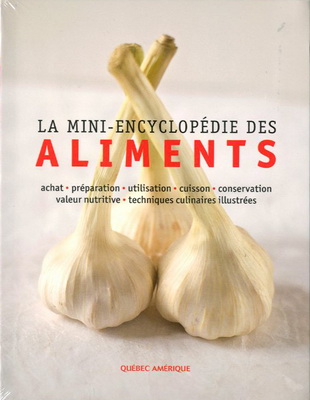 LA MINI-ENCYCLOPÉDIE DES
ALIMENTS
achat • préparation • utilisation • cuisson • conservation
valeur nutritive • techniques culinaires illustrées
QUÉBEC AMÉRIQUE